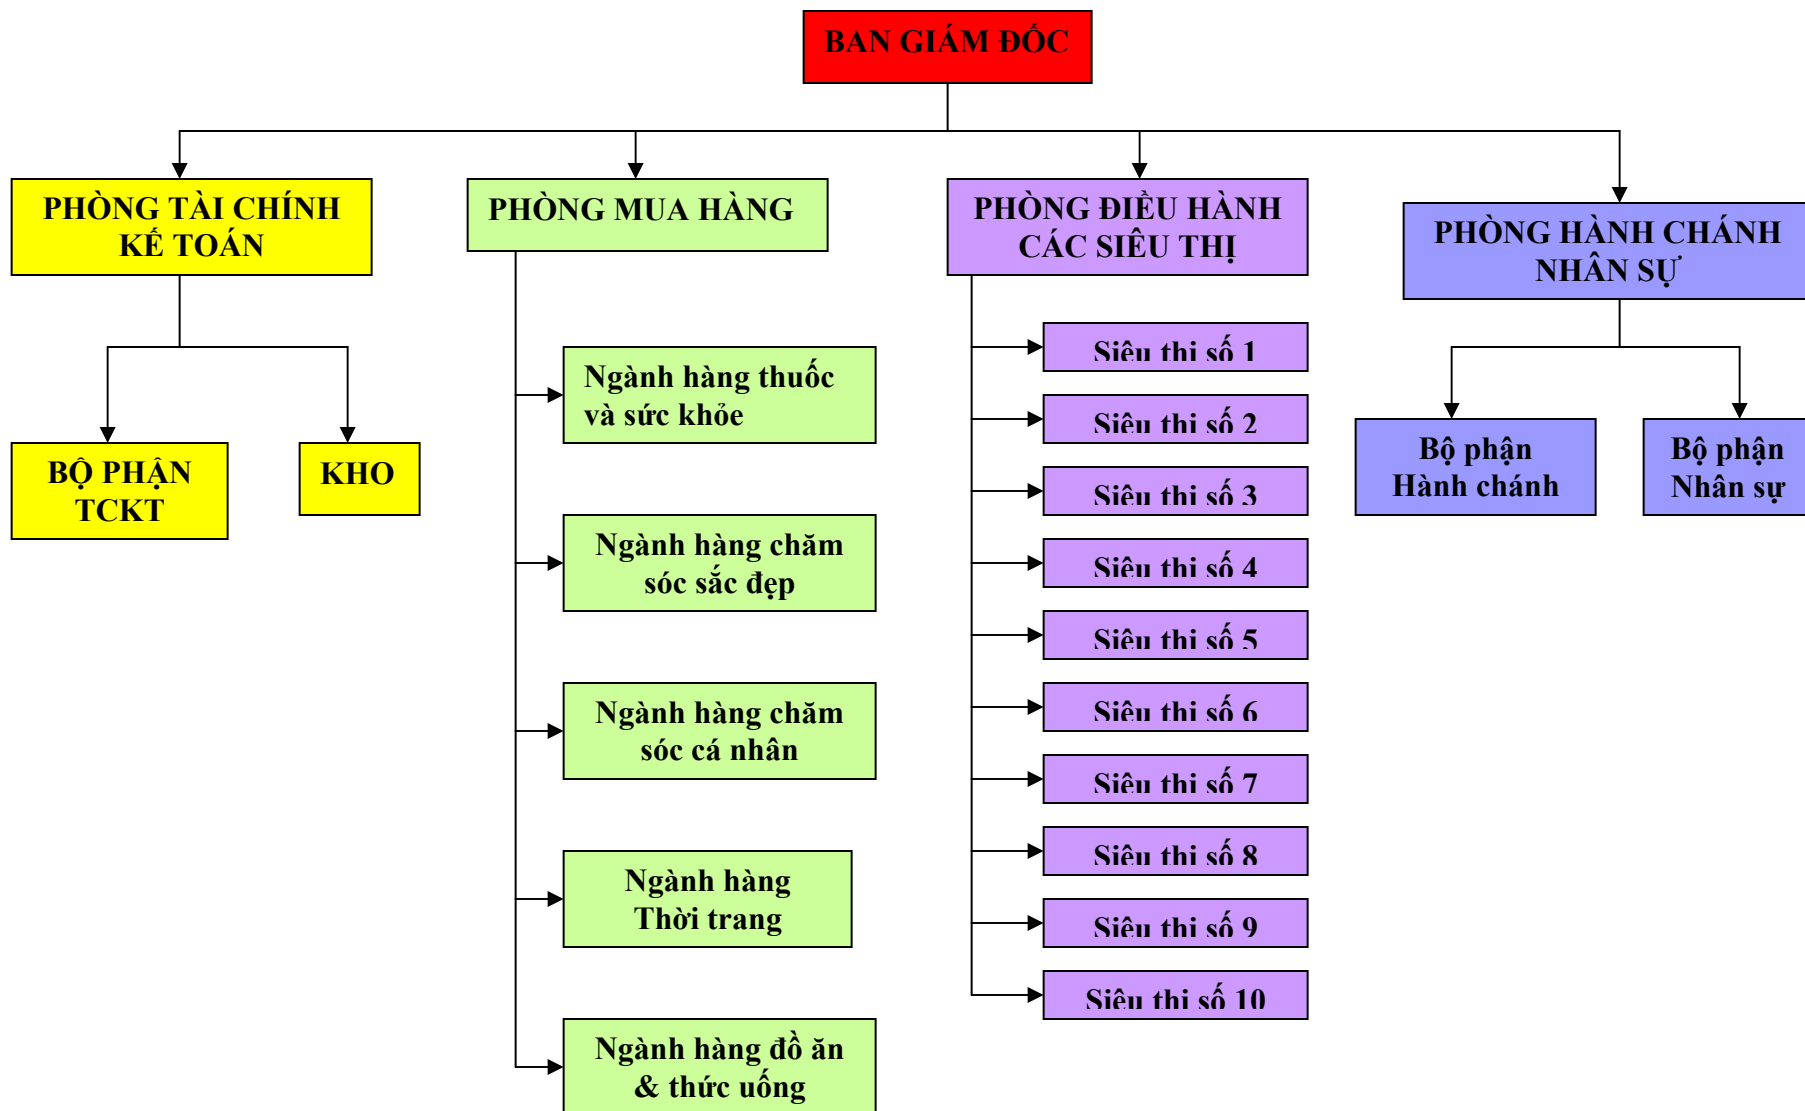 BAN GIÁM ĐỐC
PHÒNG TÀI CHÍNH
KẾ TOÁN
PHÒNG MUA HÀNG
PHÒNG ĐIỀU HÀNH
CÁC SIÊU THỊ
PHÒNG HÀNH CHÁNH
NHÂN SỰ
BỘ PHẬN
TCKT
KHO
Ngành hàng thuốc
và sức khỏe
Ngành hàng chăm
sóc sắc đẹp
Ngành hàng chăm
sóc cá nhân
Ngành hàng
Thời trang
Ngành hàng đồ ăn
& thức uống
Siêu thị số 1
Siêu thị số 2
Siêu thị số 3
Siêu thị số 4
Siêu thị số 5
Siêu thị số 6
Siêu thị số 7
Siêu thị số 8
Siêu thị số 9
Siêu thị số 10
Bộ phận
Hành chánh
Bộ phận
Nhân sự